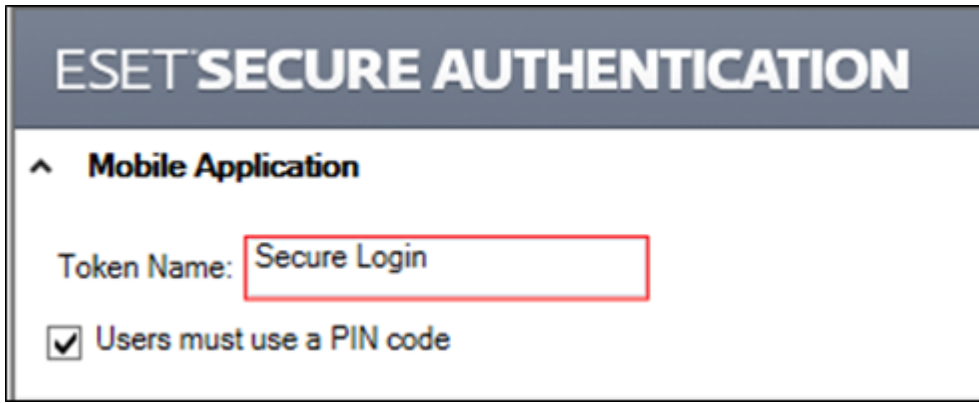 ESET SECURE AUTHENTICATION
Mobile Application
Token Name: Secure Login
Users must use a PIN code